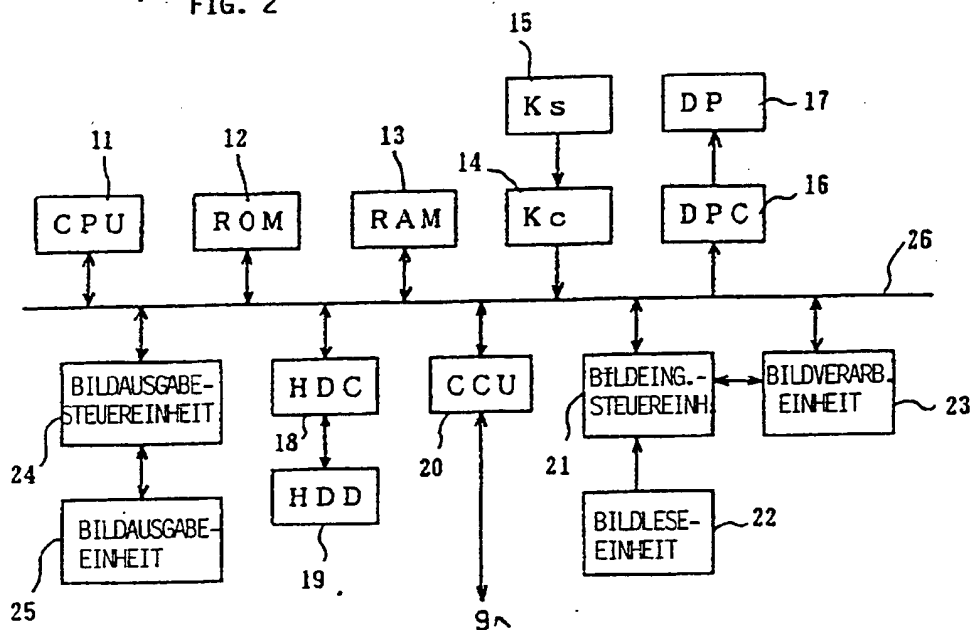 FIG. 2
15
Ks
DP
17
11
12
13
14
16
CPU
ROM
RAM
Kc
DPC
26
BILDAUSGABE-
STEUEREINHEIT
HDC
CCU
BILDEING.-
STEUEREINH.
BILDVERARB.
EINHEIT
24
18
20
21
23
BILDAUSGABE-
EINHEIT
HDD
BILDLESE-
EINHEIT
22
25
19